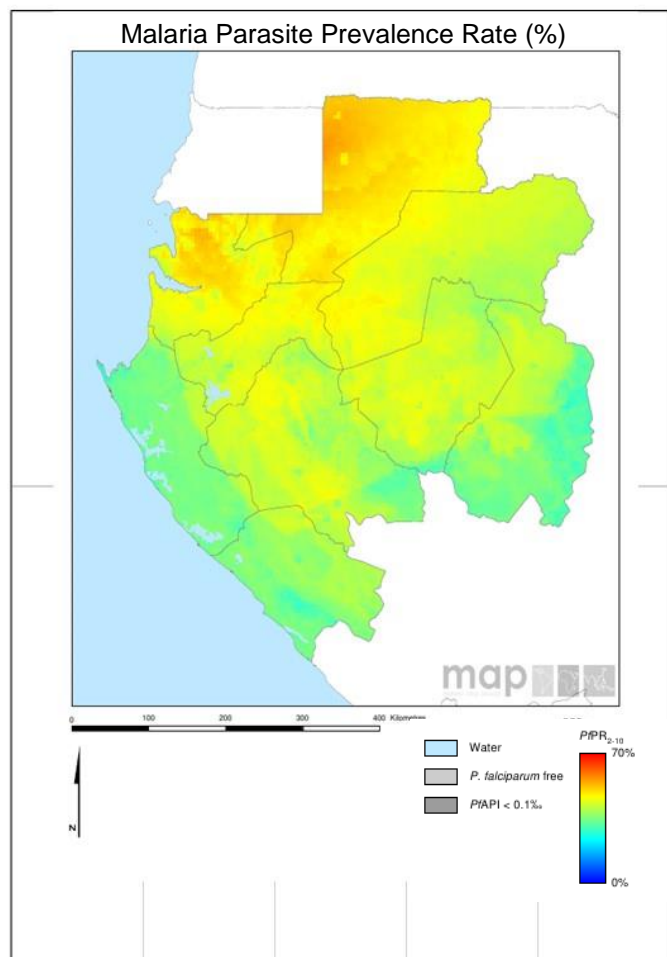 Malaria Parasite Prevalence Rate (%)
map
0 100 200 300 400
Water
P. falciparum free
PfAPI < 0.1‰
PfPR2-10
70%
0%
N